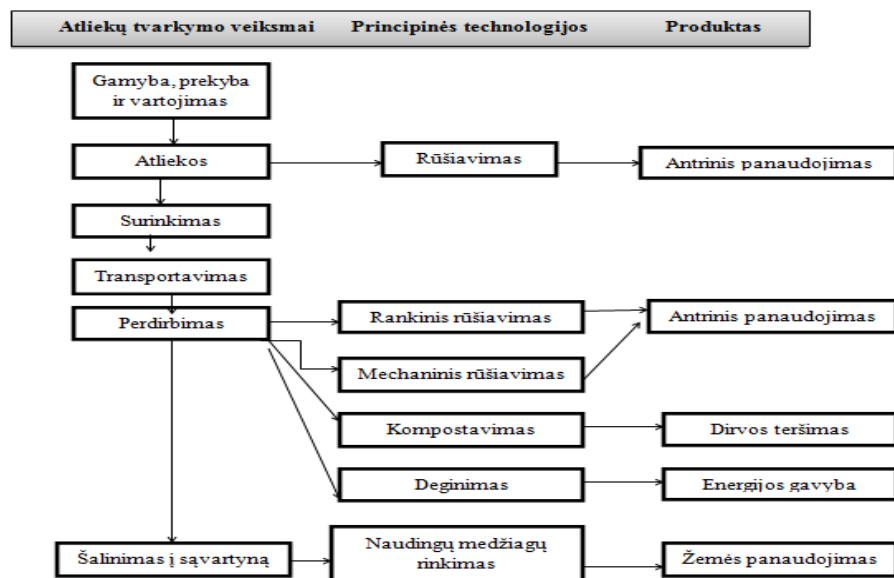 Atliekų tvarkymo veiksmai Principinės technologijos Produktas
Gamyba, prekyba
ir vartojimas
Atliekos Rūšiavimas Antrinis panaudojimas
Surinkimas
Transportavimas
Perdirbimas Rankinis rūšiavimas Antrinis panaudojimas
Mechaninis rūšiavimas
Kompostavimas Dirvos teršimas
Deginimas Energijos gavyba
Šalinimas į sąvartyną Naudingų medžiagų
rinkimas Žemės panaudojimas